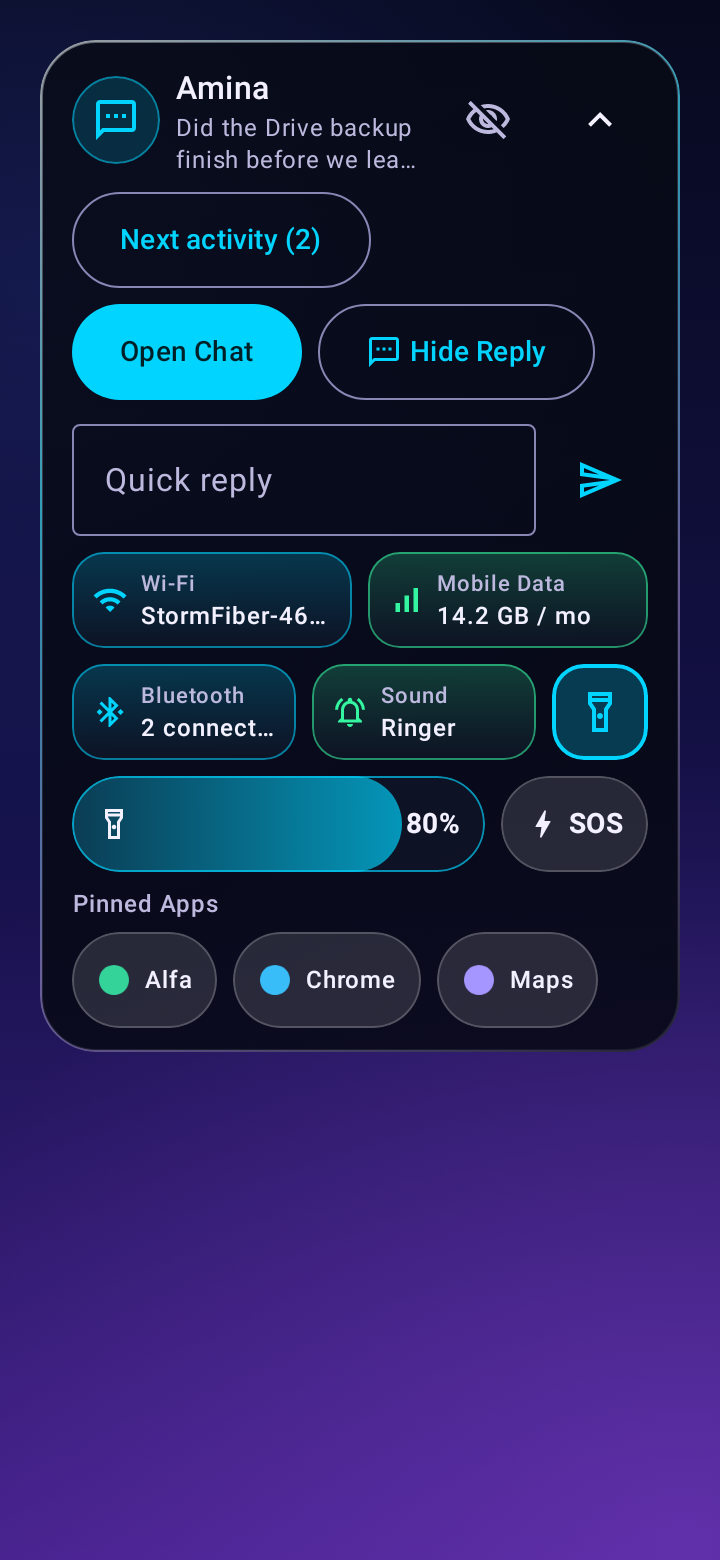 Amina
Did the Drive backup
finish before we lea…
Next activity (2)
Open Chat
Hide Reply
Quick reply
Wi-Fi
StormFiber-46…
Mobile Data
14.2 GB / mo
Bluetooth
2 connect…
Sound
Ringer
80%
SOS
Pinned Apps
Alfa
Chrome
Maps